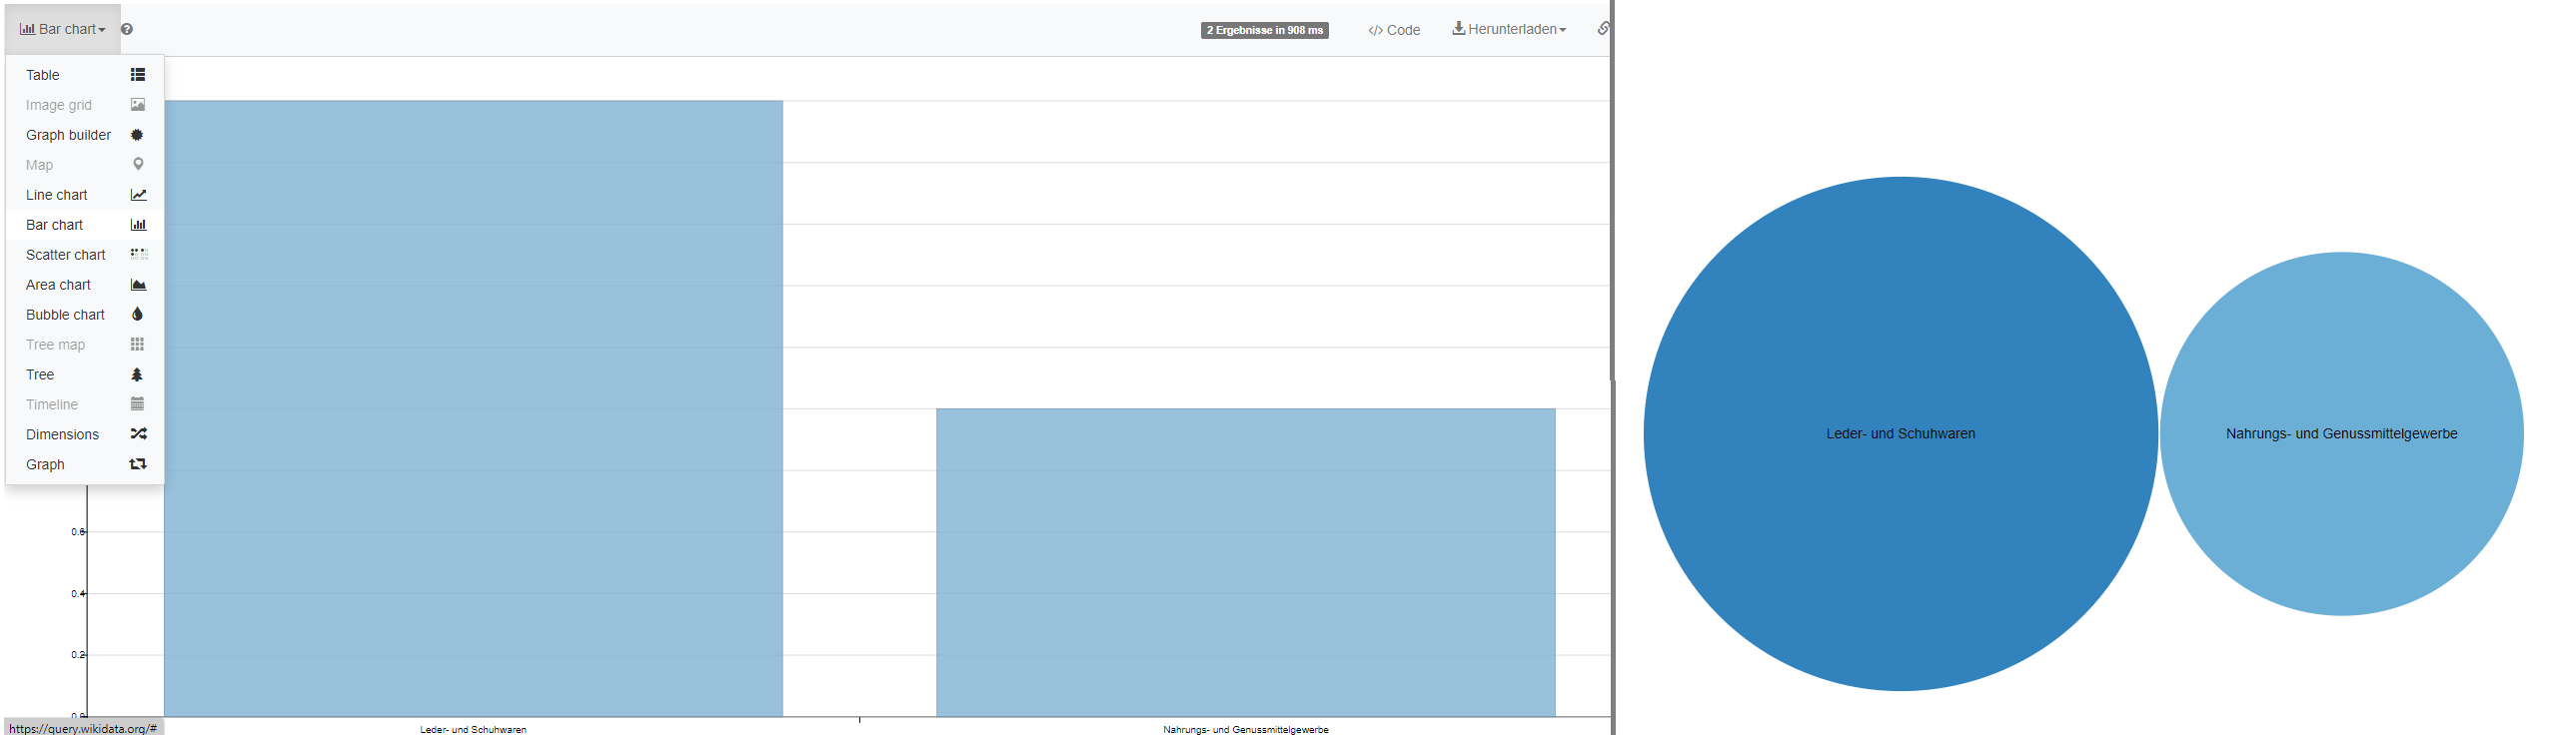 Bar chart
2 Ergebnisse in 908 ms
</> Code
Herunterladen
Table
Image grid
Graph builder
Map
Line chart
Bar chart
Scatter chart
Area chart
Bubble chart
Tree map
Tree
Timeline
Dimensions
Graph
0.6
0.4
0.2
0.0
https://query.wikidata.org/#
Leder- und Schuhwaren
Nahrungs- und Genussmittelgewerbe
Leder- und Schuhwaren
Nahrungs- und Genussmittelgewerbe